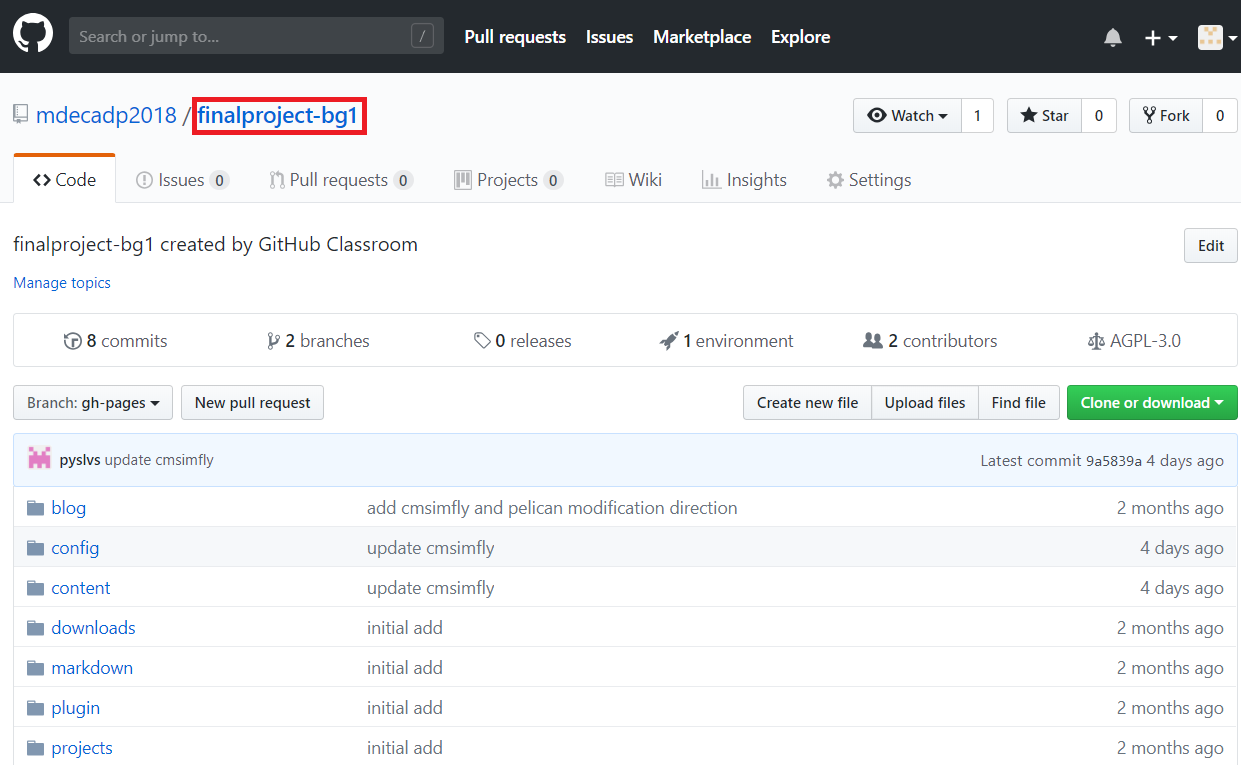 Search or jump to... /
Pull requests Issues Marketplace Explore
mdecadp2018 / finalproject-bg1
Watch 1 Star 0 Fork 0
Code Issues 0 Pull requests 0 Projects 0 Wiki Insights Settings
finalproject-bg1 created by GitHub Classroom Edit
Manage topics
8 commits 2 branches 0 releases 1 environment 2 contributors AGPL-3.0
Branch: gh-pages New pull request Create new file Upload files Find file Clone or download
pyslvs update cmsimfly Latest commit 9a5839a 4 days ago
blog add cmsimfly and pelican modification direction 2 months ago
config update cmsimfly 4 days ago
content update cmsimfly 4 days ago
downloads initial add 2 months ago
markdown initial add 2 months ago
plugin initial add 2 months ago
projects initial add 2 months ago